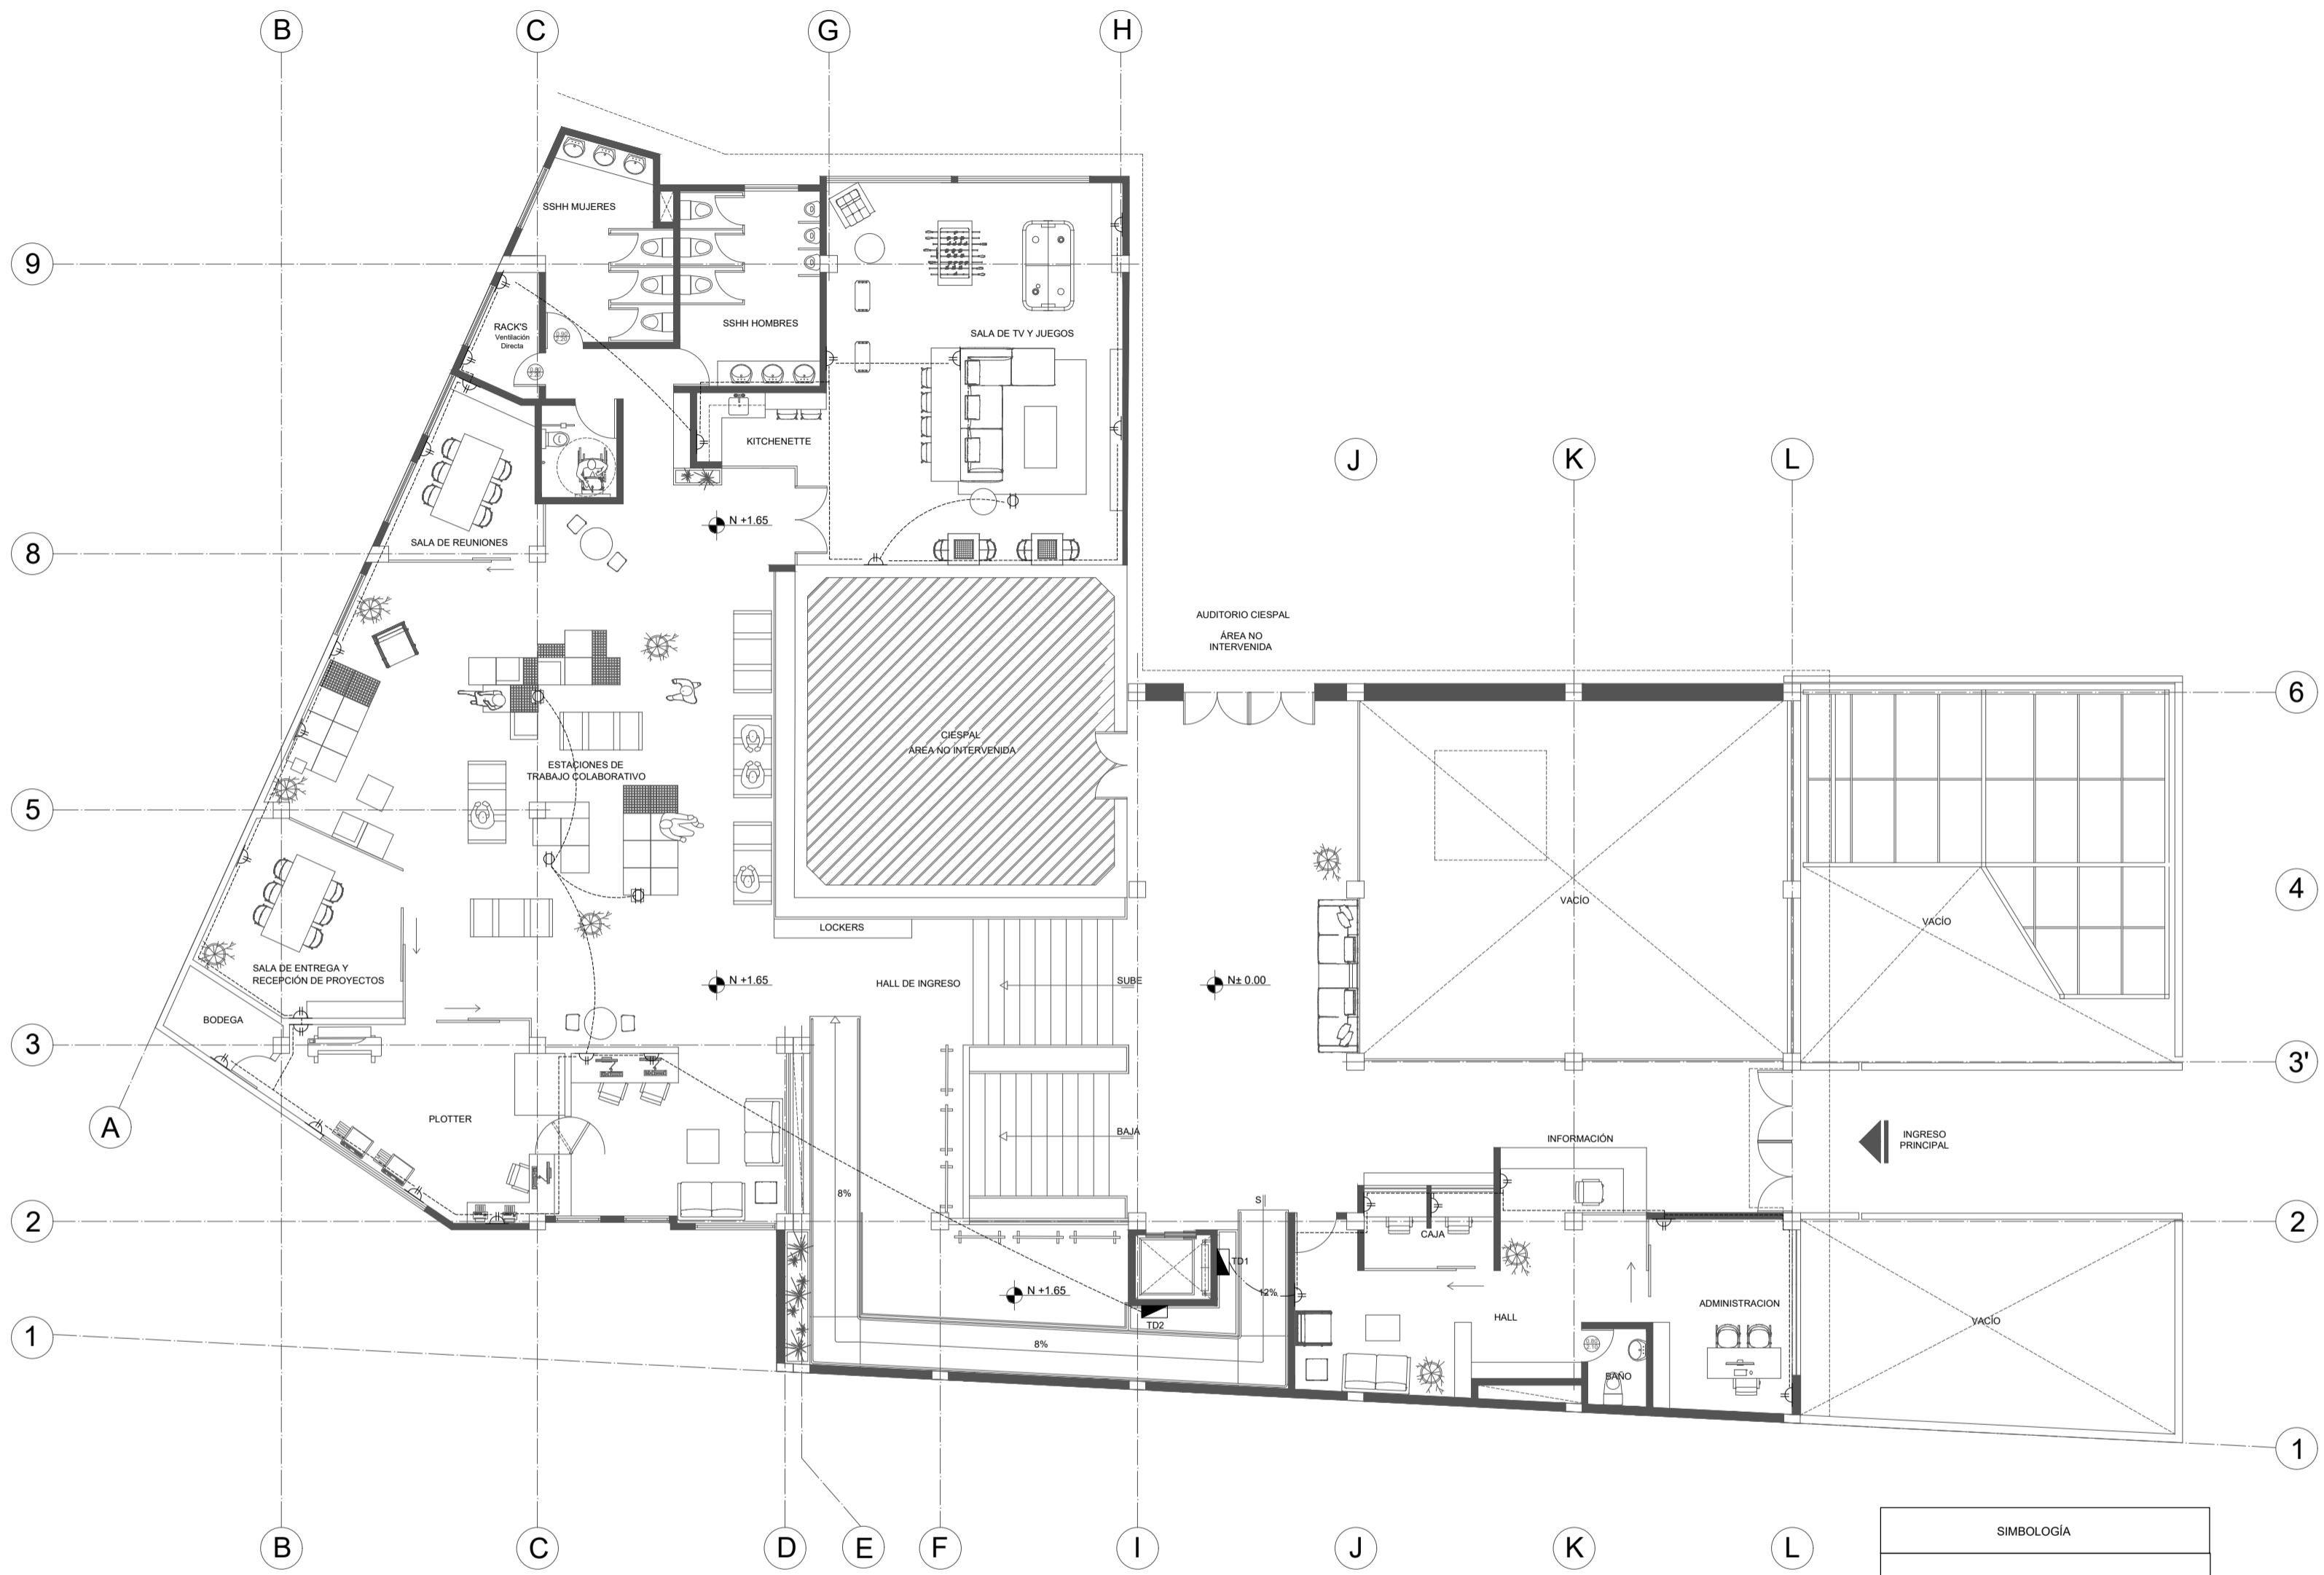 B
C
G
H
SSHH MUJERES
9
RACK'S
Ventilación
Directa
SSHH HOMBRES
SALA DE TV Y JUEGOS
KITCHENETTE
J
K
L
N +1.65
SALA DE REUNIONES
8
AUDITORIO CIESPAL
ÁREA NO
INTERVENIDA
6
CIESPAL
ÁREA NO INTERVENIDA
ESTACIONES DE
TRABAJO COLABORATIVO
5
4
VACÍO
VACÍO
LOCKERS
SALA DE ENTREGA Y
RECEPCIÓN DE PROYECTOS
N +1.65
HALL DE INGRESO
SUBE
N± 0.00
BODEGA
3
3'
A
PLOTTER
BAJA
INFORMACIÓN
INGRESO
PRINCIPAL
8%
S
2
2
CAJA
TD1
N +1.65
12%
TD2
HALL
ADMINISTRACION
VACÍO
1
8%
BAÑO
1
B
C
D
E
F
I
J
K
L
SIMBOLOGÍA